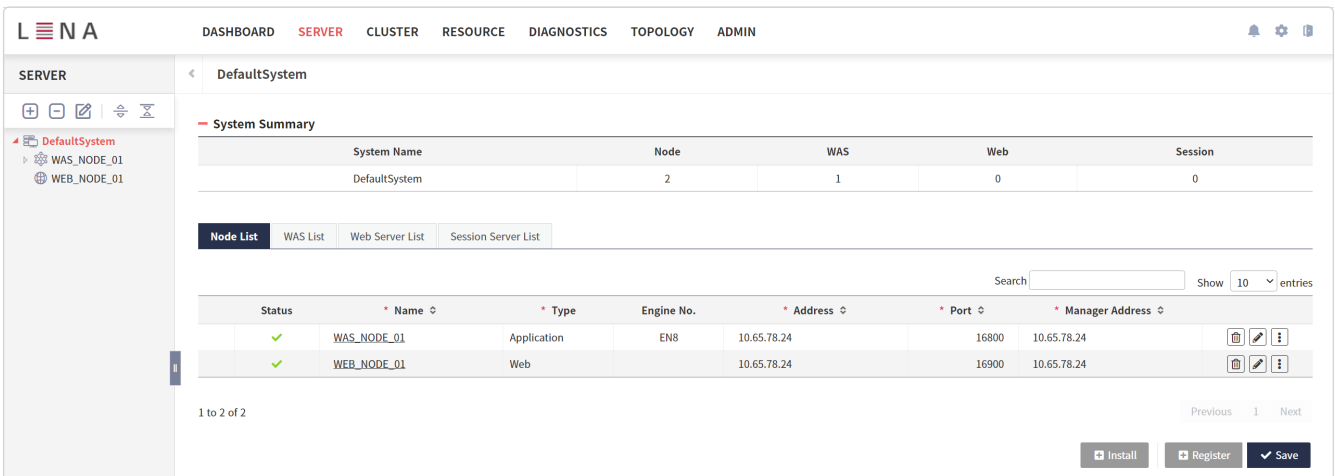 LENA
DASHBOARD SERVER CLUSTER RESOURCE DIAGNOSTICS TOPOLOGY ADMIN
SERVER
DefaultSystem
DefaultSystem
WAS_NODE_01
WEB_NODE_01
System Summary
System Name Node WAS Web Session
DefaultSystem 2 1 0 0
Node List WAS List Web Server List Session Server List
Search Show 10 entries
Status * Name * Type Engine No. * Address * Port * Manager Address
WAS_NODE_01 Application EN8 10.65.78.24 16800 10.65.78.24
WEB_NODE_01 Web 10.65.78.24 16900 10.65.78.24
1 to 2 of 2
Previous 1 Next
Install Register Save